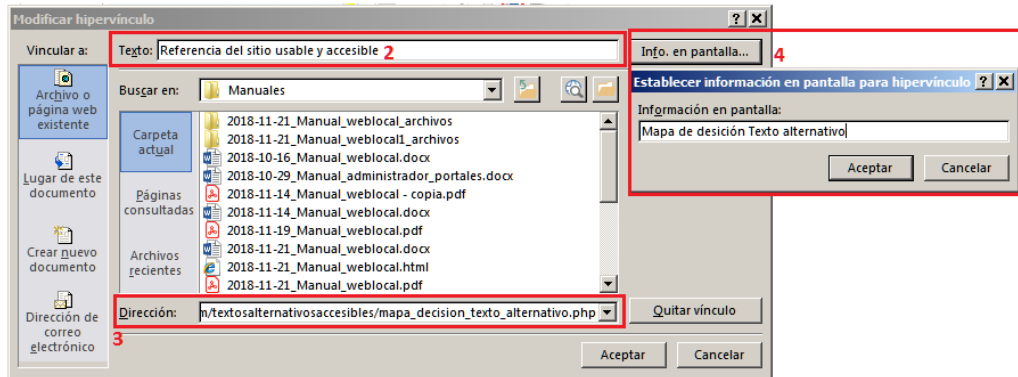 Modificar hipervínculo
Vincular a:
Texto: Referencia del sitio usable y accesible 2
Info. en pantalla... 4
Archivo o página web existente
Lugar de este documento
Crear nuevo documento
Dirección de correo electrónico
Buscar en: Manuales
Carpeta actual
Páginas consultadas
Archivos recientes
2018-11-21_Manual_weblocal_archivos
2018-11-21_Manual_weblocal1_archivos
2018-10-16_Manual_weblocal.docx
2018-10-29_Manual_administrador_portales.docx
2018-11-14_Manual_weblocal - copia.pdf
2018-11-14_Manual_weblocal.docx
2018-11-19_Manual_weblocal.pdf
2018-11-21_Manual_weblocal.docx
2018-11-21_Manual_weblocal.html
2018-11-21_Manual_weblocal.pdf
Dirección: n/textosalternativosaccesibles/mapa_decision_texto_alternativo.php
3
Quitar vínculo
Aceptar Cancelar
Establecer información en pantalla para hipervínculo
Información en pantalla:
Mapa de desición Texto alternativo
Aceptar Cancelar